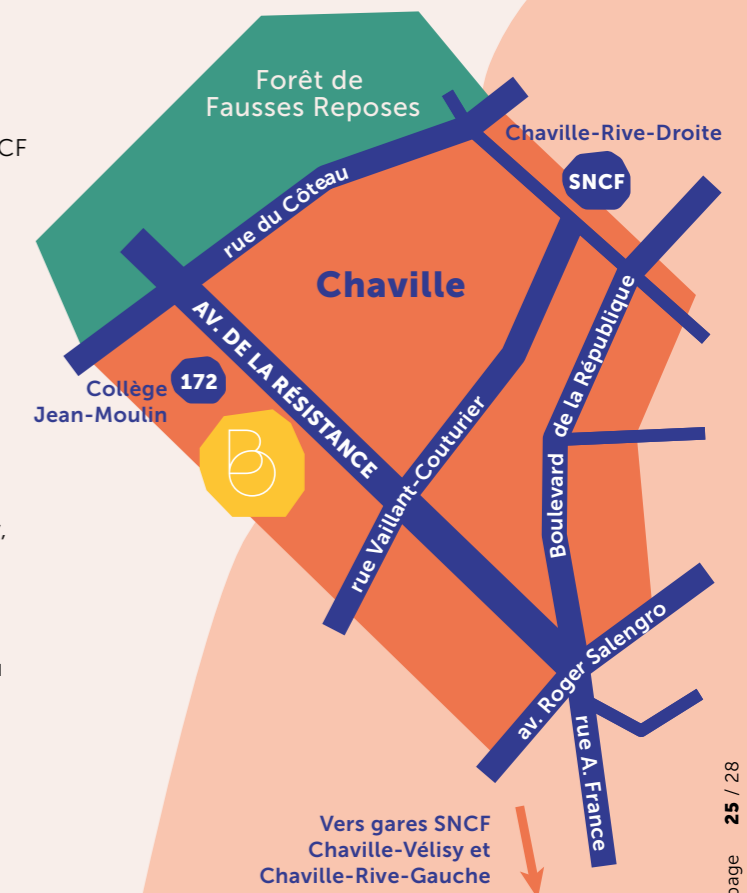 CF
,
Forêt de
Fausses Reposes
Chaville-Rive-Droite
SNCF
rue du Côteau
Chaville
AV. DE LA RÉSISTANCE
172
Collège
Jean-Moulin
B
rue Vaillant-Couturier
Boulevard de la République
av. Roger Salengro
rue A. France
Vers gares SNCF
Chaville-Vélisy et
Chaville-Rive-Gauche
page 25 / 28